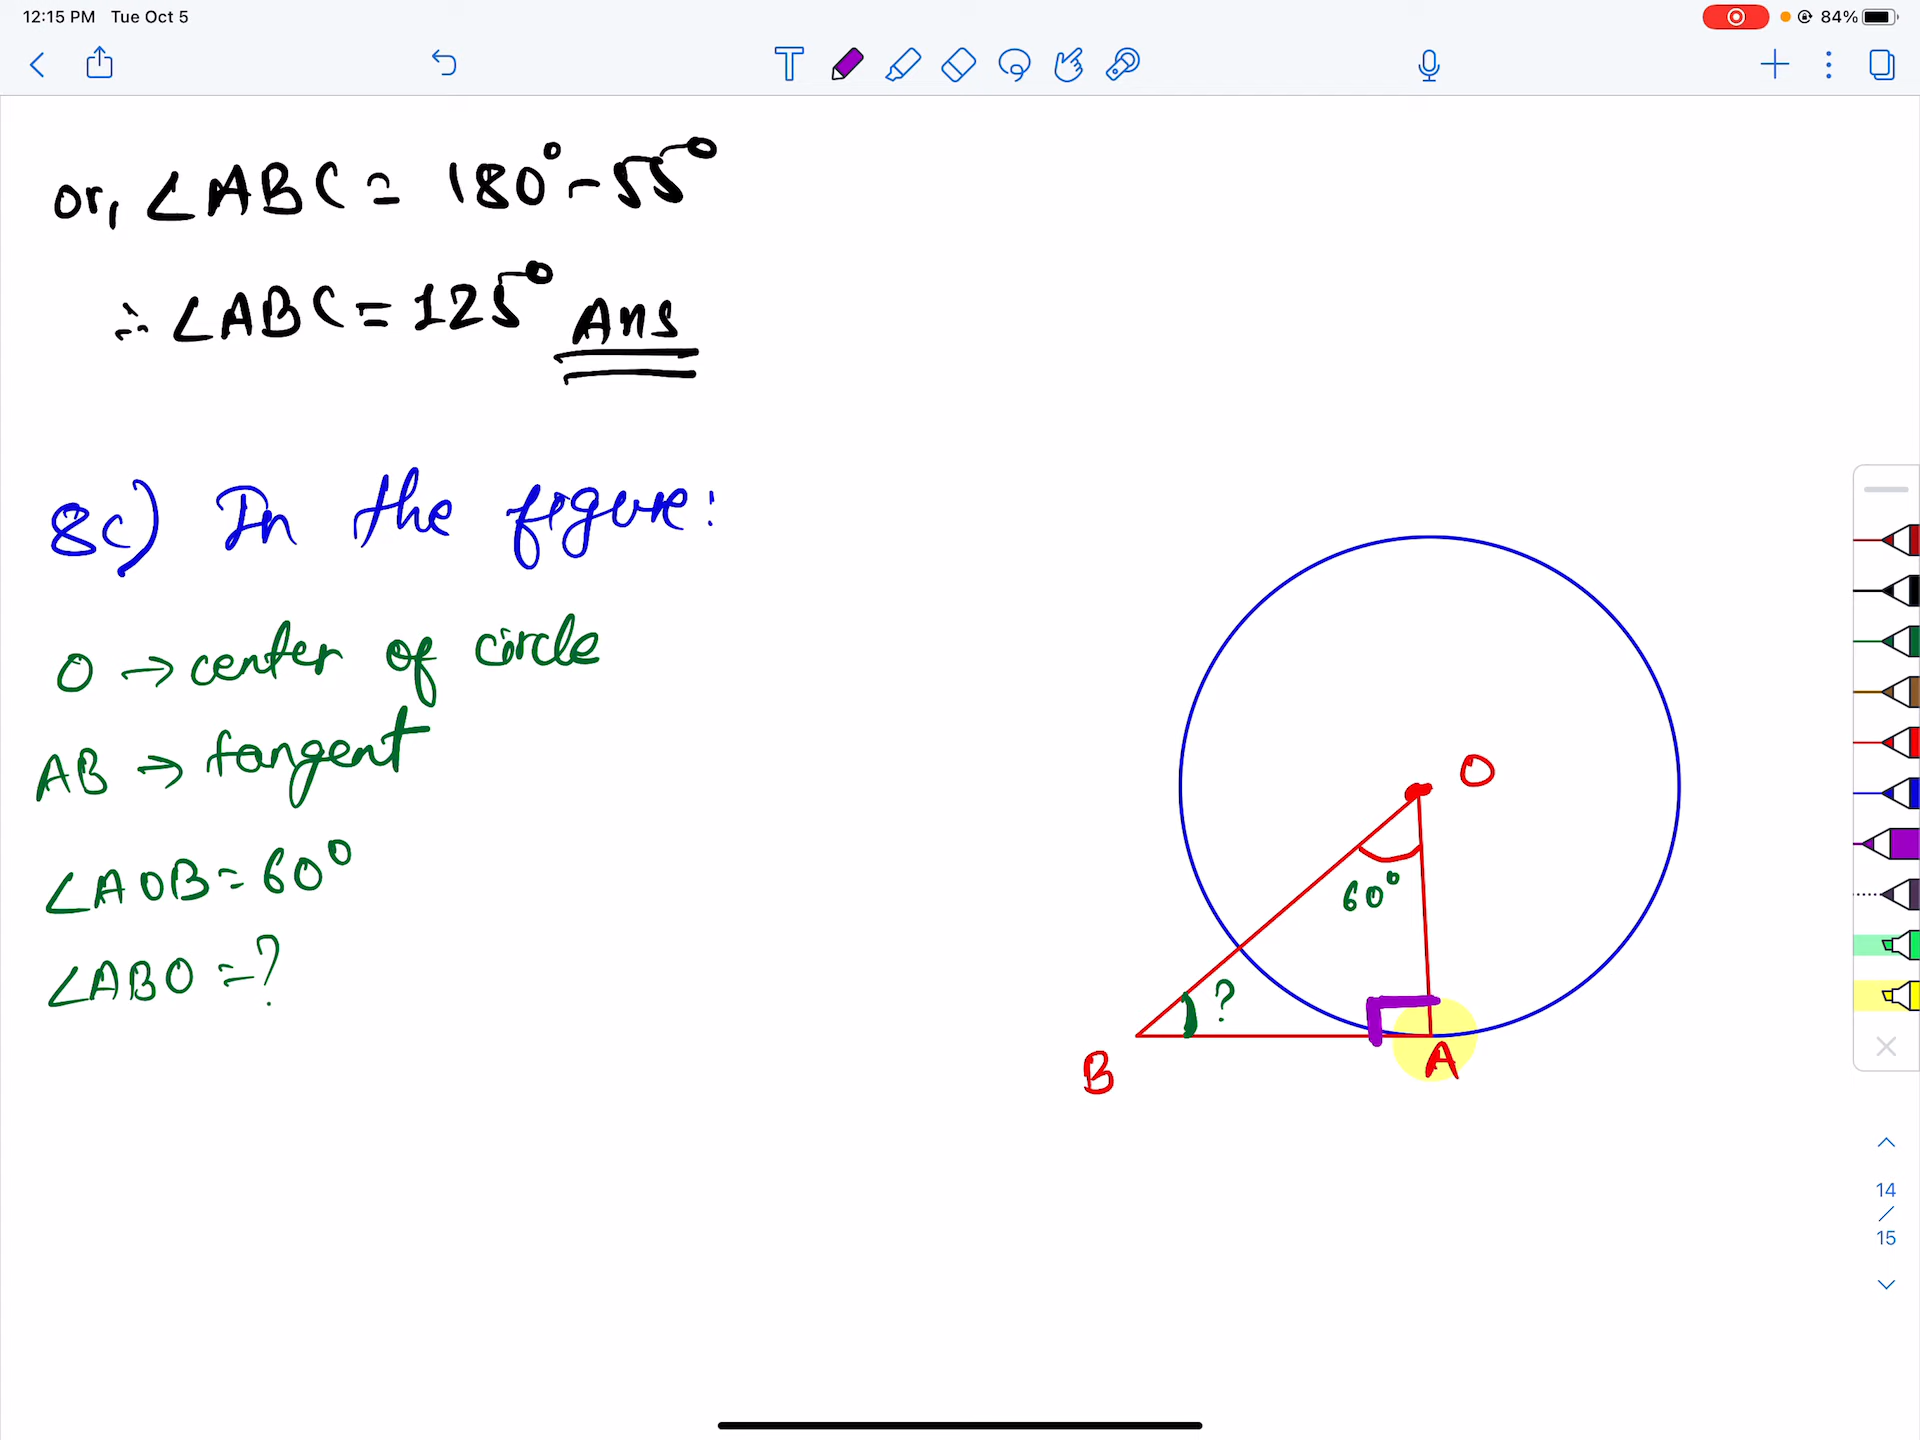 12:15 PM Tue Oct 5
84%
T
or, ∠ABC = 180° - 55°
∴ ∠ABC = 125° Ans
8c) In the figure:
O → center of circle
AB → tangent
∠AOB = 60°
∠ABO = ?
O
60°
?
B
A
14
/
15